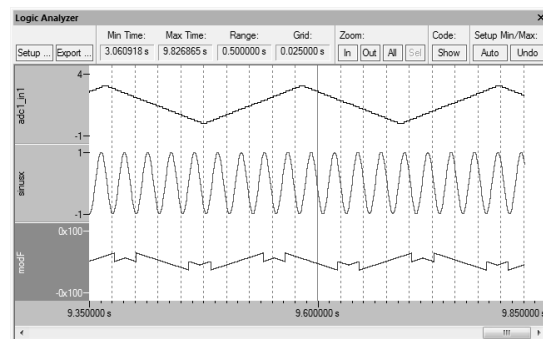 Logic Analyzer
Min Time: Max Time: Range: Grid: Zoom: Code: Setup Min/Max:
Setup ... Export ... 3.060918 s 9.826865 s 0.500000 s 0.025000 s In Out All Sel Show Auto Undo
4
adc1_in1
-1
1
sinusx
-1
0x100
modF
-0x100
9.350000 s 9.600000 s 9.850000 s